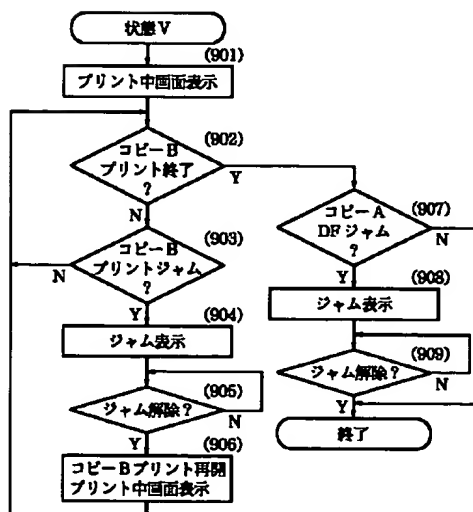 状態V
(901)
プリント中画面表示
(902)
コピーB
プリント終了
?
Y
N
(903)
コピーB
プリントジャム
?
N
Y
(904)
ジャム表示
(905)
ジャム解除?
N
Y
(906)
コピーBプリント再開
プリント中画面表示
(907)
コピーA
DFジャム
?
N
Y
(908)
ジャム表示
(909)
ジャム解除?
N
Y
終了